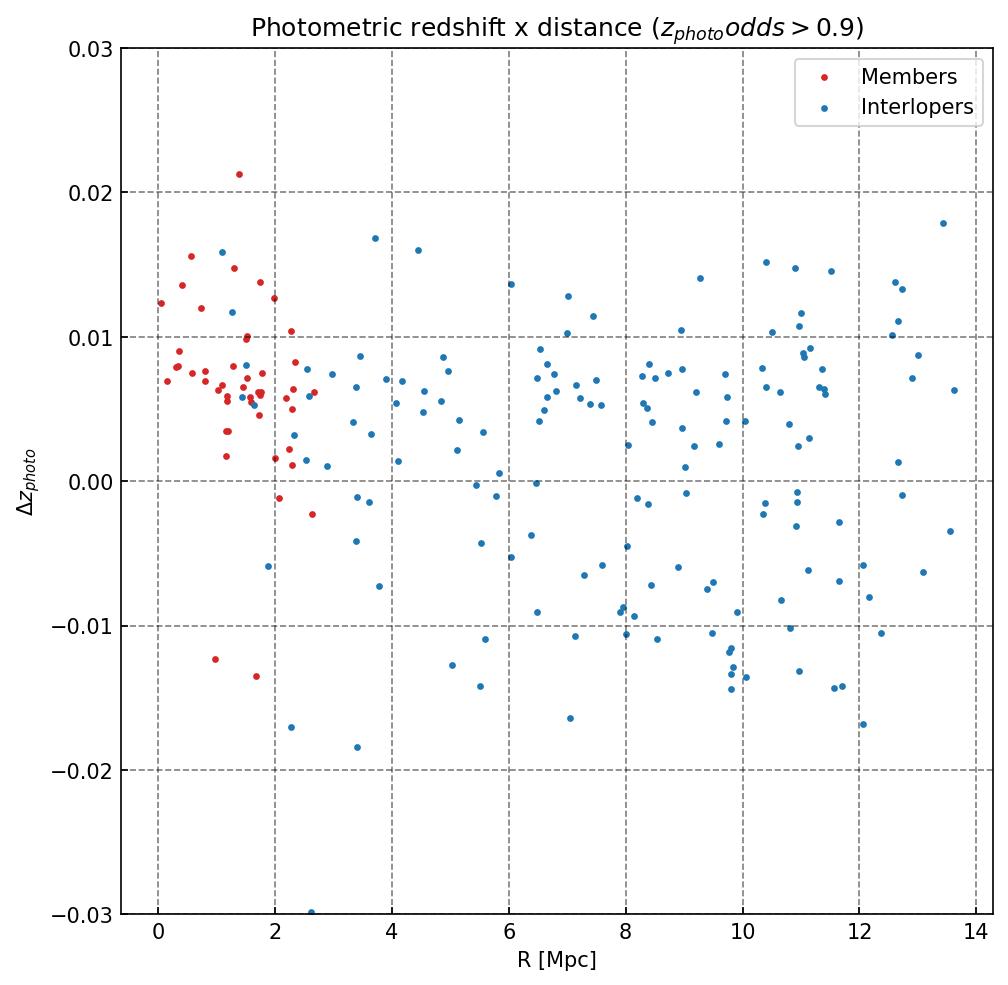 Photometric redshift x distance ($z_{photo}odds > 0.9$)
Members
Interlopers
0.03
0.02
0.01
0.00
−0.01
−0.02
−0.03
$\Delta z_{photo}$
0 2 4 6 8 10 12 14
R [Mpc]